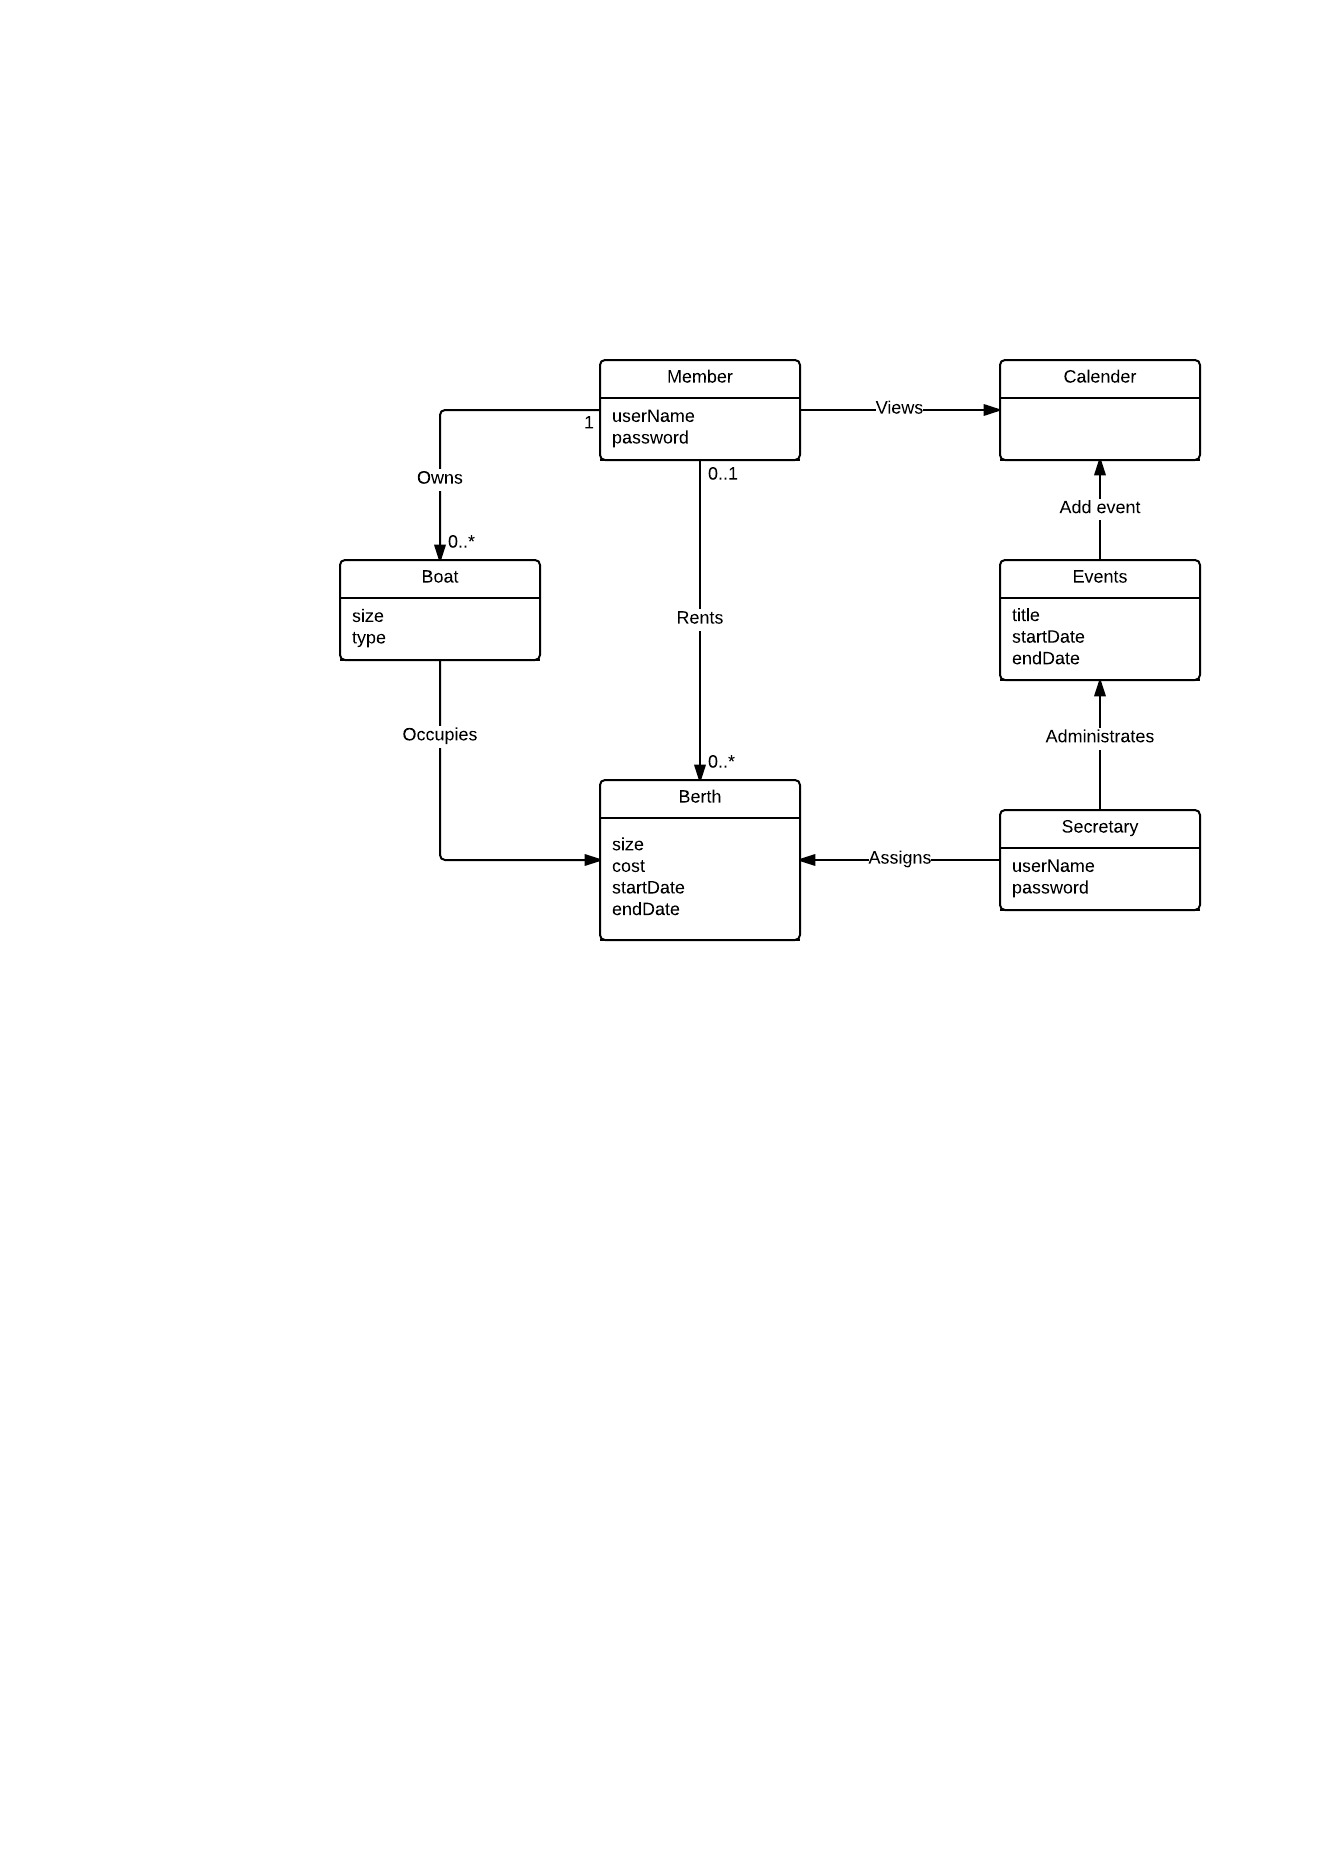 Member
userName
password
Views
Calender
1
0..1
Owns
Add event
0..*
Boat
size
type
Rents
Events
title
startDate
endDate
Occupies
Administrates
0..*
Berth
size
cost
startDate
endDate
Assigns
Secretary
userName
password